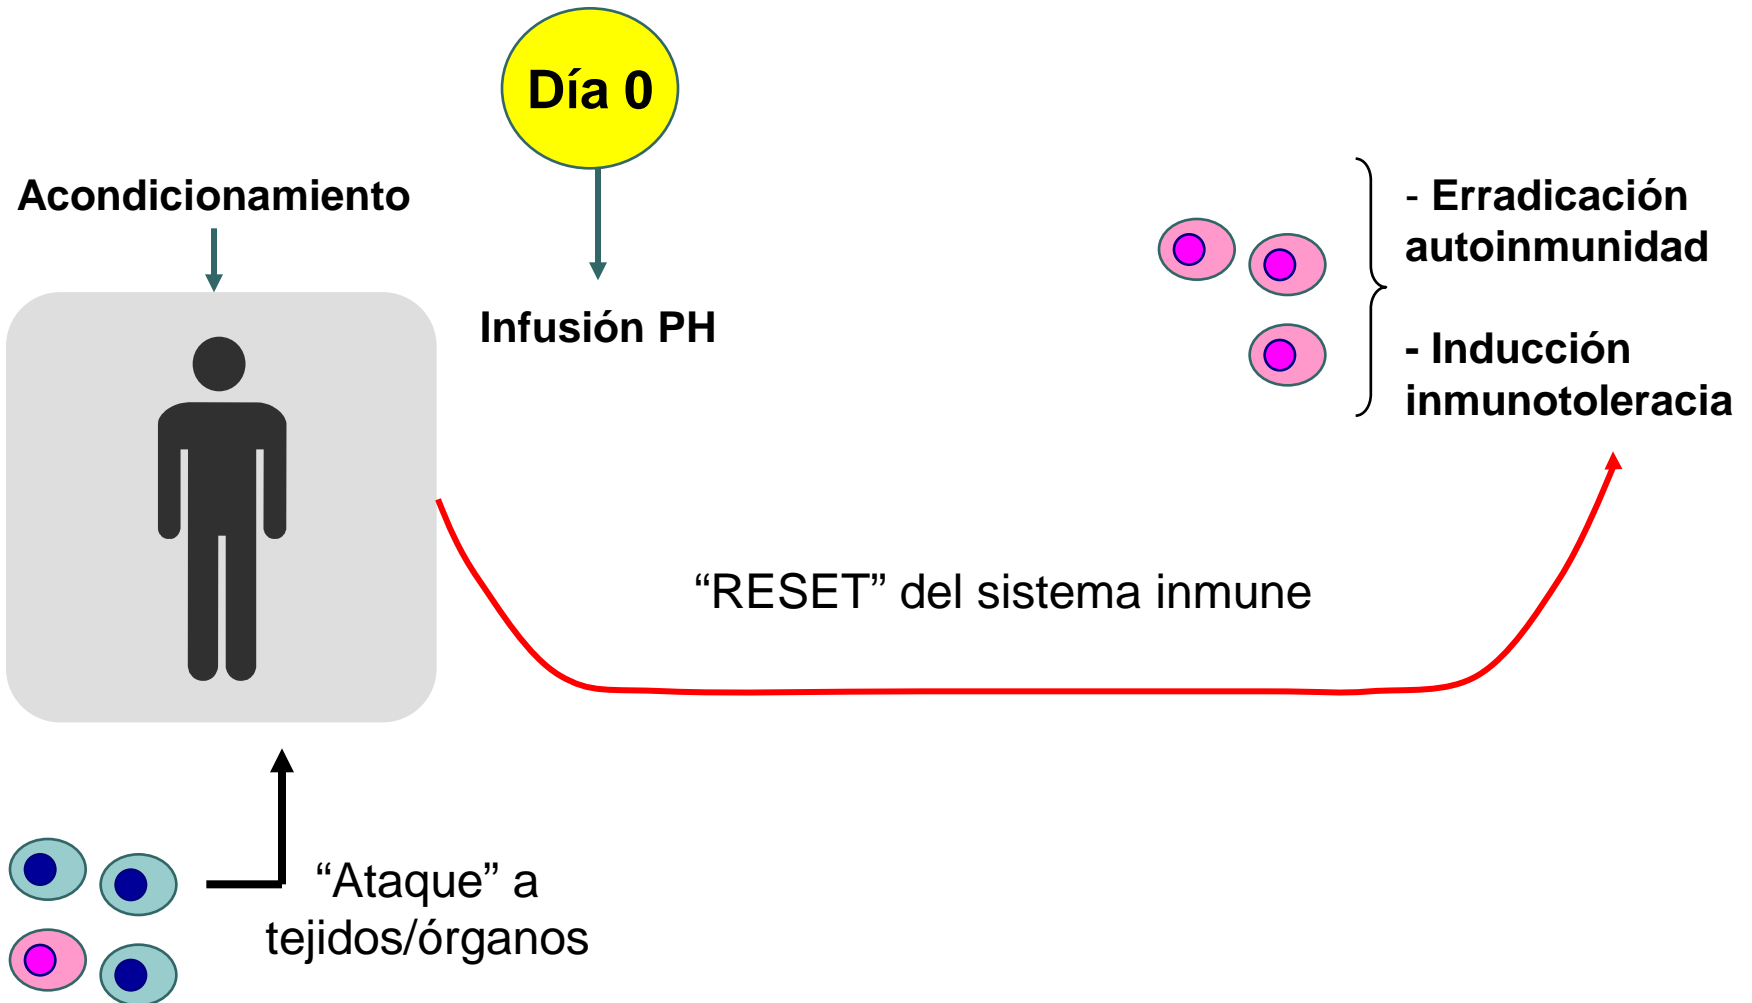 Día 0
Acondicionamiento
Infusión PH
- Erradicación
autoinmunidad
- Inducción
inmunotoleracia
“RESET” del sistema inmune
“Ataque” a
tejidos/órganos